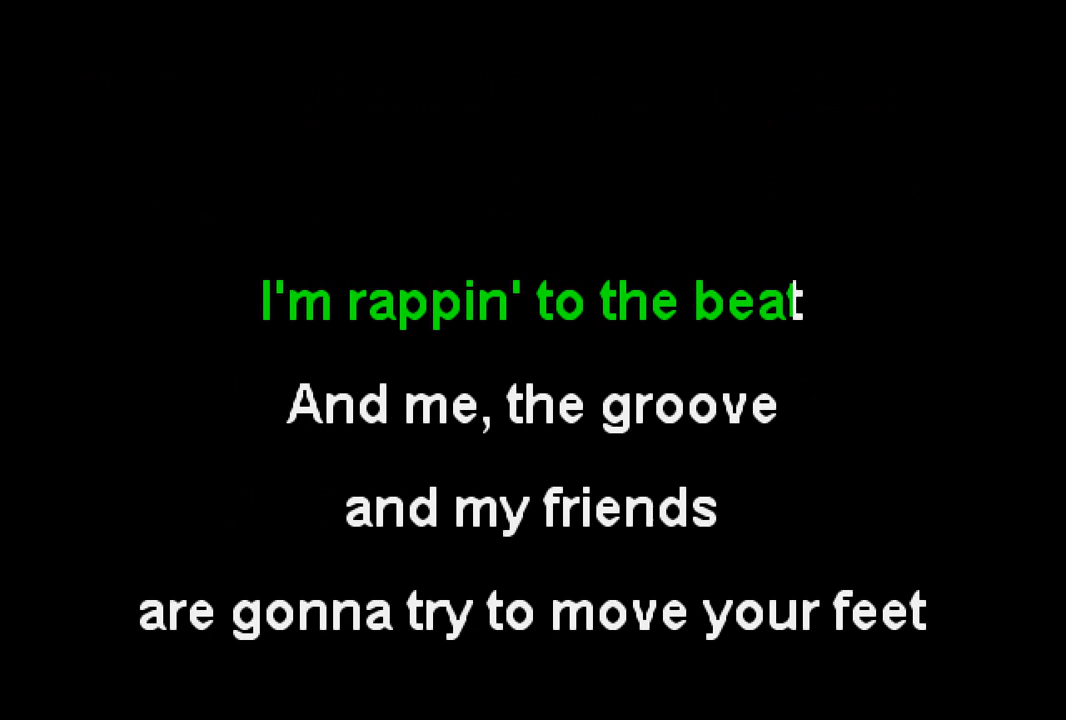 I'm rappin' to the beat
And me, the groove
and my friends
are gonna try to move your feet